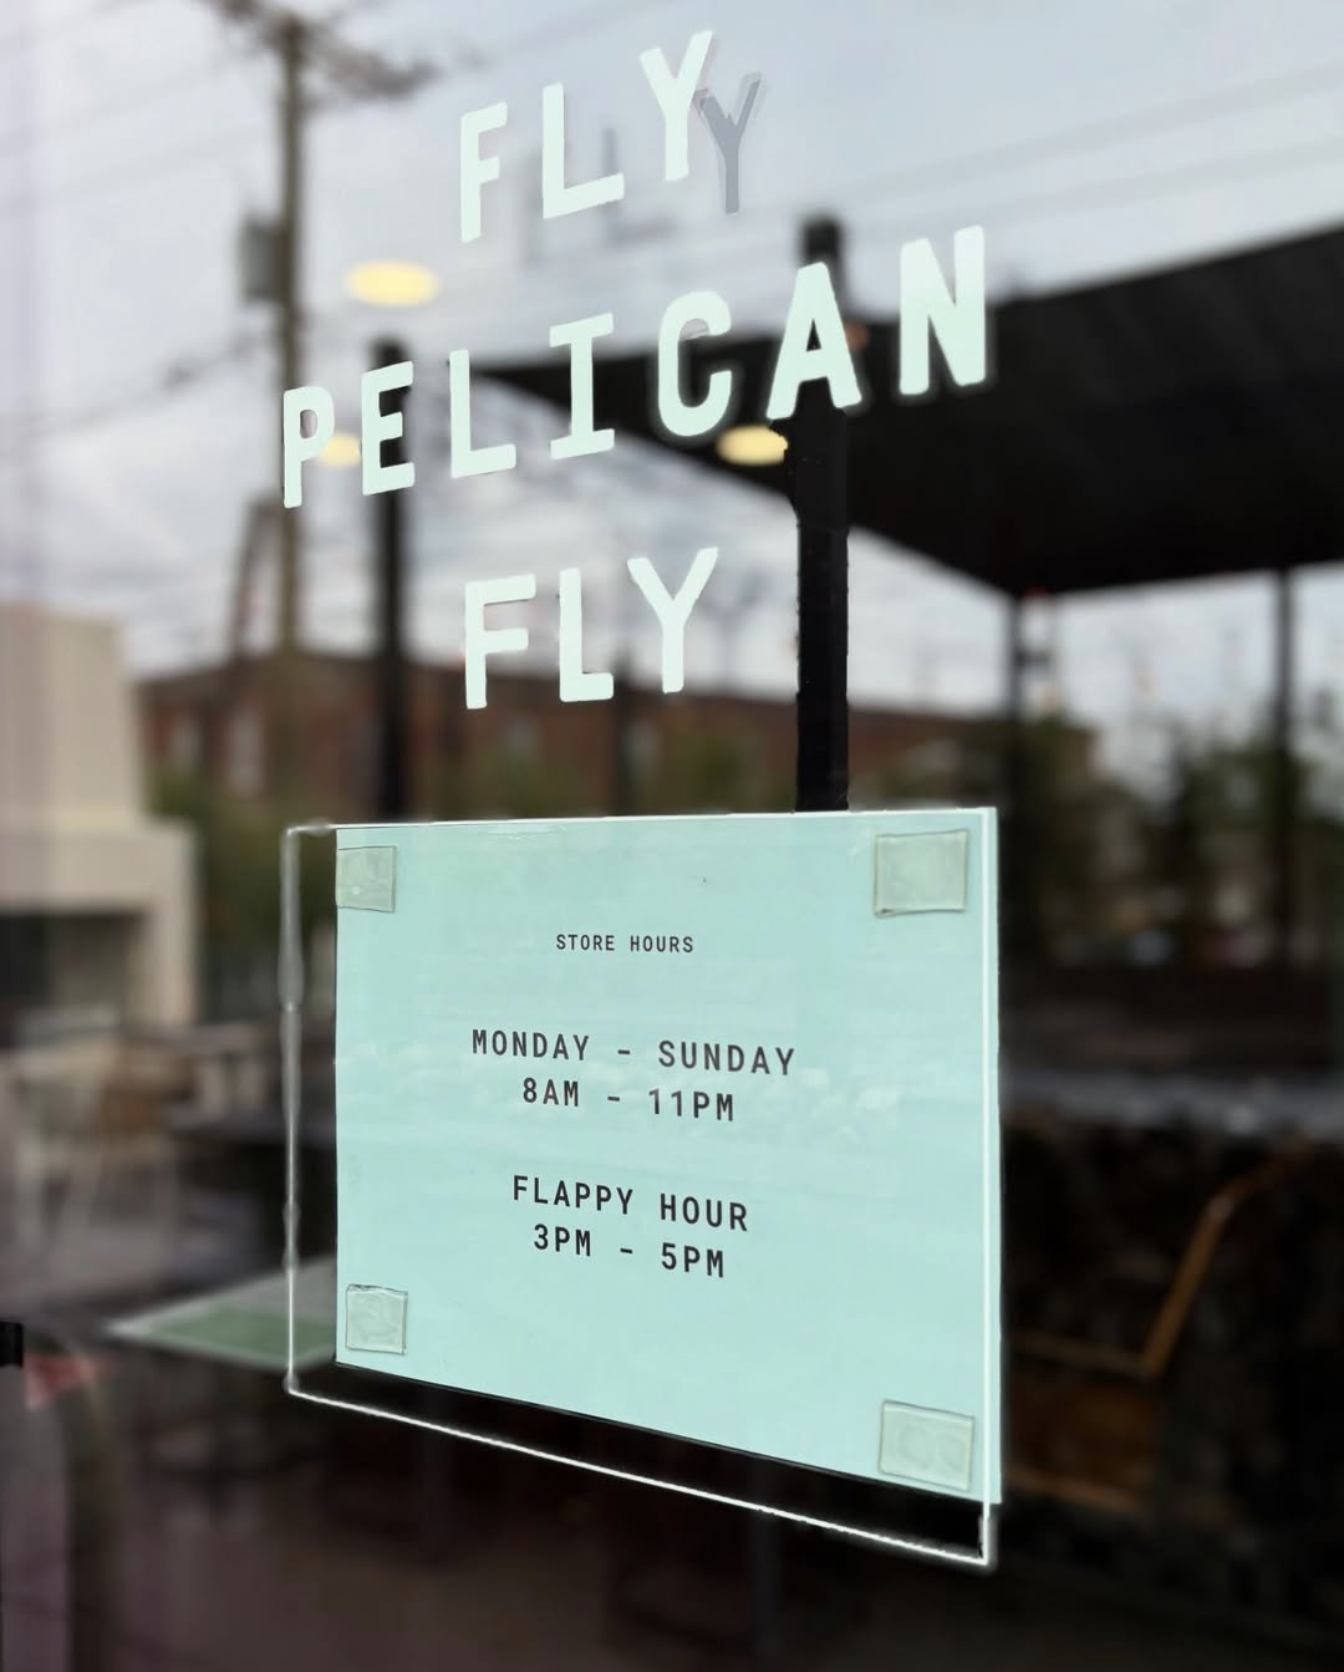 FLY
PELICAN
FLY
STORE HOURS
MONDAY - SUNDAY
8AM - 11PM
FLAPPY HOUR
3PM - 5PM